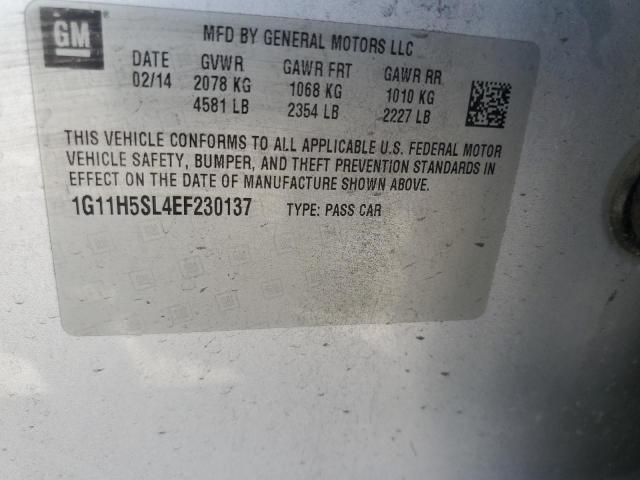 GM
MFD BY GENERAL MOTORS LLC
DATE GVWR GAWR FRT GAWR RR
02/14 2078 KG 1068 KG 1010 KG
4581 LB 2354 LB 2227 LB
THIS VEHICLE CONFORMS TO ALL APPLICABLE U.S. FEDERAL MOTOR
VEHICLE SAFETY, BUMPER, AND THEFT PREVENTION STANDARDS IN
EFFECT ON THE DATE OF MANUFACTURE SHOWN ABOVE.
1G11H5SL4EF230137 TYPE: PASS CAR